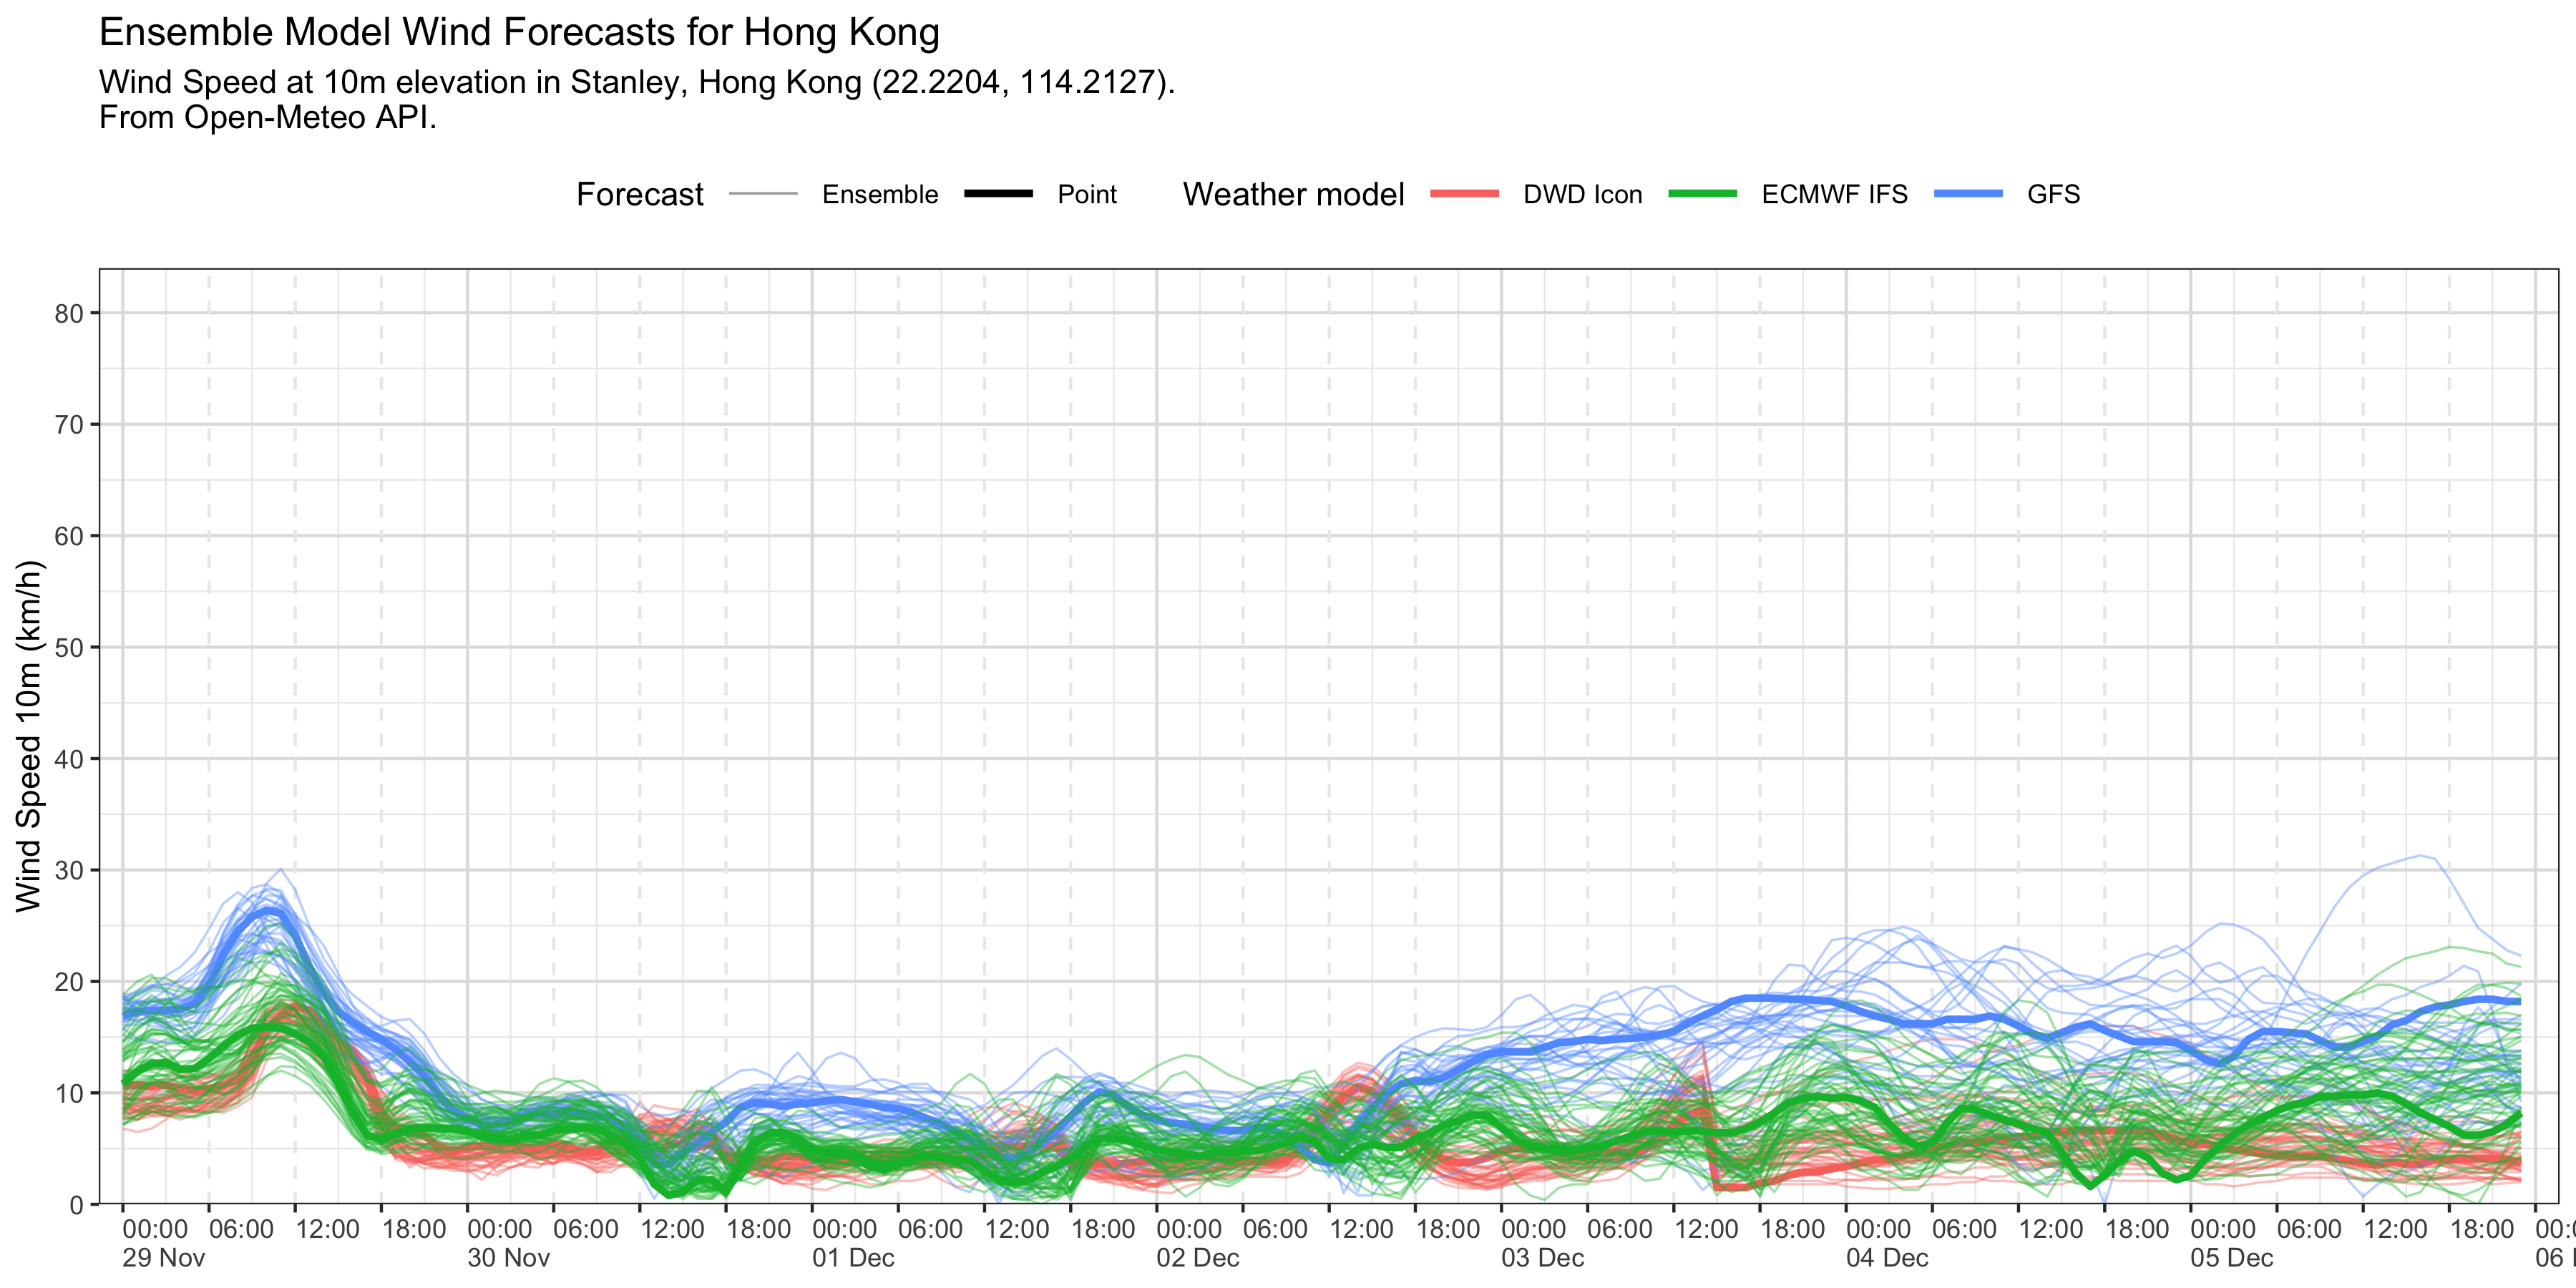 Ensemble Model Wind Forecasts for Hong Kong
Wind Speed at 10m elevation in Stanley, Hong Kong (22.2204, 114.2127).
From Open-Meteo API.
Forecast Ensemble Point Weather model DWD Icon ECMWF IFS GFS
Wind Speed 10m (km/h)
80
70
60
50
40
30
20
10
0
00:00 06:00 12:00 18:00 00:00 06:00 12:00 18:00 00:00 06:00 12:00 18:00 00:00 06:00 12:00 18:00 00:00 06:00 12:00 18:00 00:00 06:00 12:00 18:00 00:00 06:00 12:00 18:00
29 Nov 30 Nov 01 Dec 02 Dec 03 Dec 04 Dec 05 Dec 06